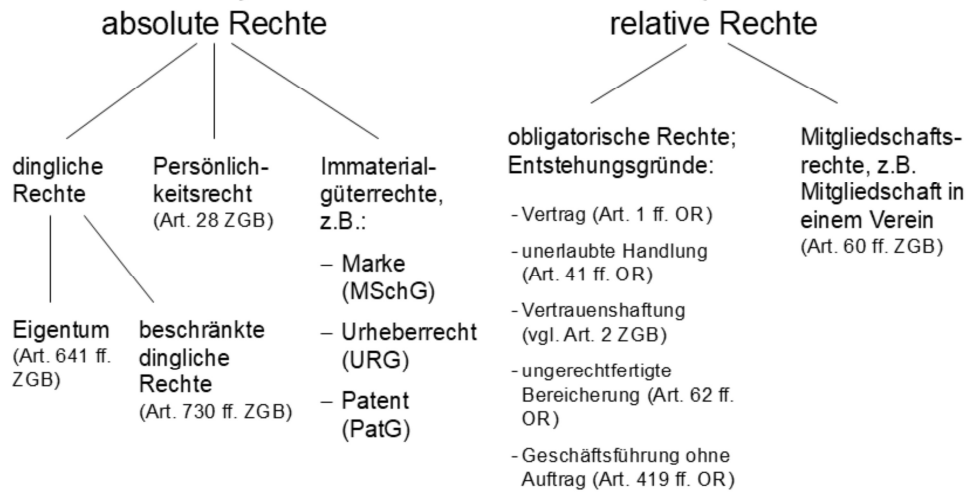 absolute Rechte
dingliche
Rechte
Persönlich-
keitsrecht
(Art. 28 ZGB)
Immaterial-
güterrechte,
z.B.:
– Marke
(MSchG)
– Urheberrecht
(URG)
– Patent
(PatG)
Eigentum
(Art. 641 ff.
ZGB)
beschränkte
dingliche
Rechte
(Art. 730 ff. ZGB)
relative Rechte
obligatorische Rechte;
Entstehungsgründe:
- Vertrag (Art. 1 ff. OR)
- unerlaubte Handlung
(Art. 41 ff. OR)
- Vertrauenshaftung
(vgl. Art. 2 ZGB)
- ungerechtfertigte
Bereicherung (Art. 62 ff.
OR)
- Geschäftsführung ohne
Auftrag (Art. 419 ff. OR)
Mitgliedschafts-
rechte, z.B.
Mitgliedschaft in
einem Verein
(Art. 60 ff. ZGB)